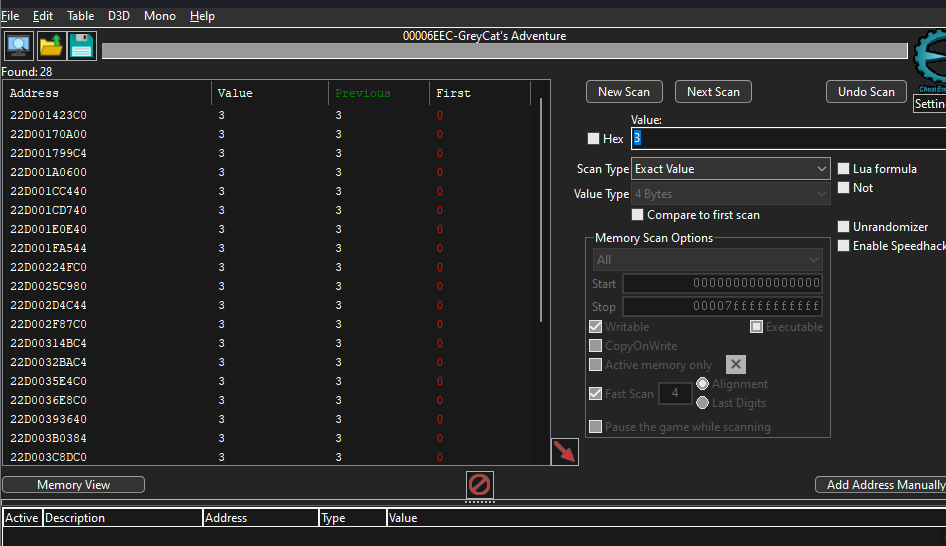 File Edit Table D3D Mono Help
00006EEC-GreyCat's Adventure
Cheat En
Found: 28
Settin
Address Value Previous First
22D001423C0 3 3 0
22D00170A00 3 3 0
22D001799C4 3 3 0
22D001A0600 3 3 0
22D001CC440 3 3 0
22D001CD740 3 3 0
22D001E0E40 3 3 0
22D001FA544 3 3 0
22D00224FC0 3 3 0
22D0025C980 3 3 0
22D002D4C44 3 3 0
22D002F87C0 3 3 0
22D00314BC4 3 3 0
22D0032BAC4 3 3 0
22D0035E4C0 3 3 0
22D0036E8C0 3 3 0
22D00393640 3 3 0
22D003B0384 3 3 0
22D003C8DC0 3 3 0
New Scan Next Scan Undo Scan
Value:
Hex 3
Scan Type Exact Value Lua formula
Value Type 4 Bytes Not
Compare to first scan
Unrandomizer
Enable Speedhack
Memory Scan Options
All
Start 0000000000000000
Stop 00007fffffffffff
Writable Executable
CopyOnWrite
Active memory only
Fast Scan 4 Alignment
Last Digits
Pause the game while scanning
Memory View Add Address Manually
Active Description Address Type Value